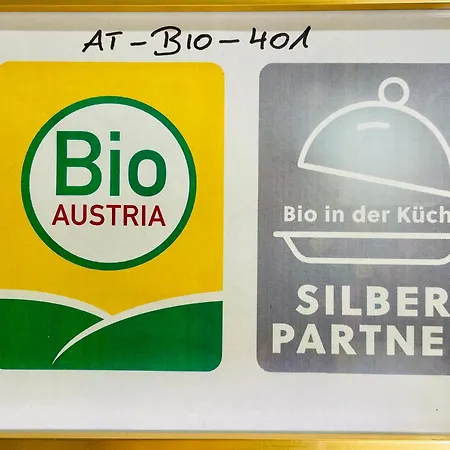 AT-BIO-401
Bio
AUSTRIA
Bio in der Küch
SILBER
PARTNE